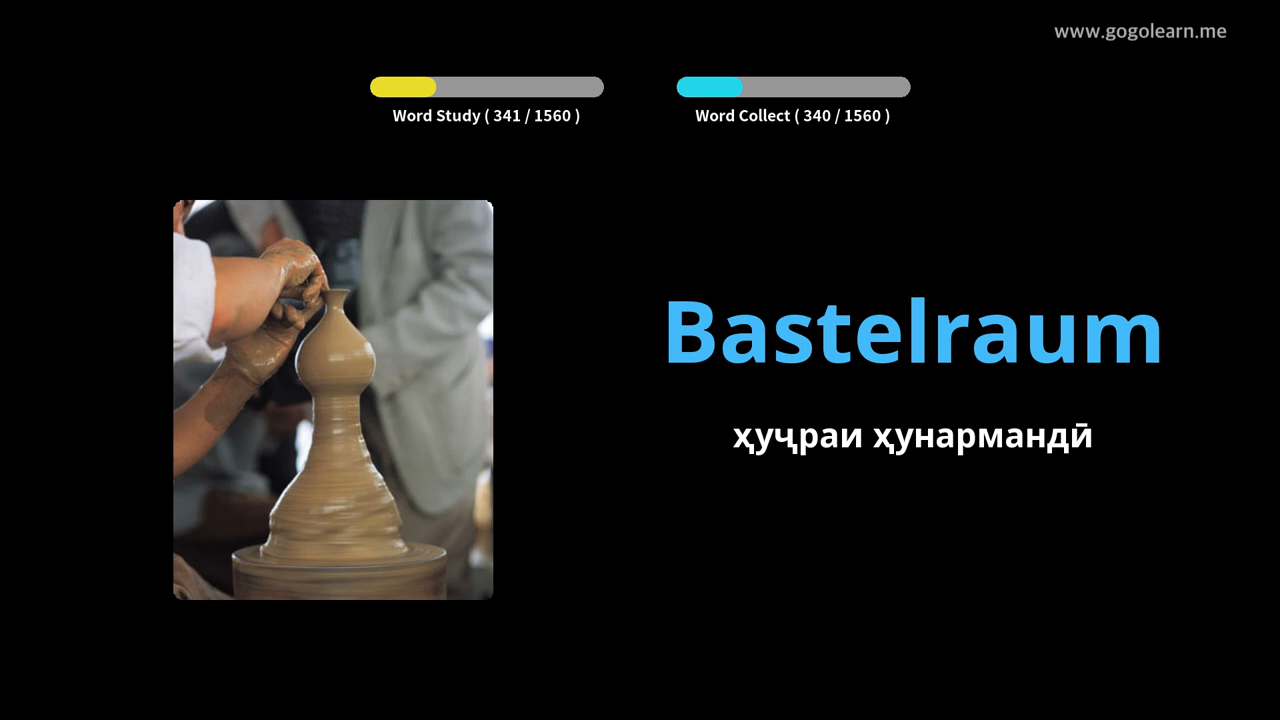 www.gogolearn.me
Word Study ( 341 / 1560 )
Word Collect ( 340 / 1560 )
Bastelraum
ҳуҷраи ҳунармандӣ